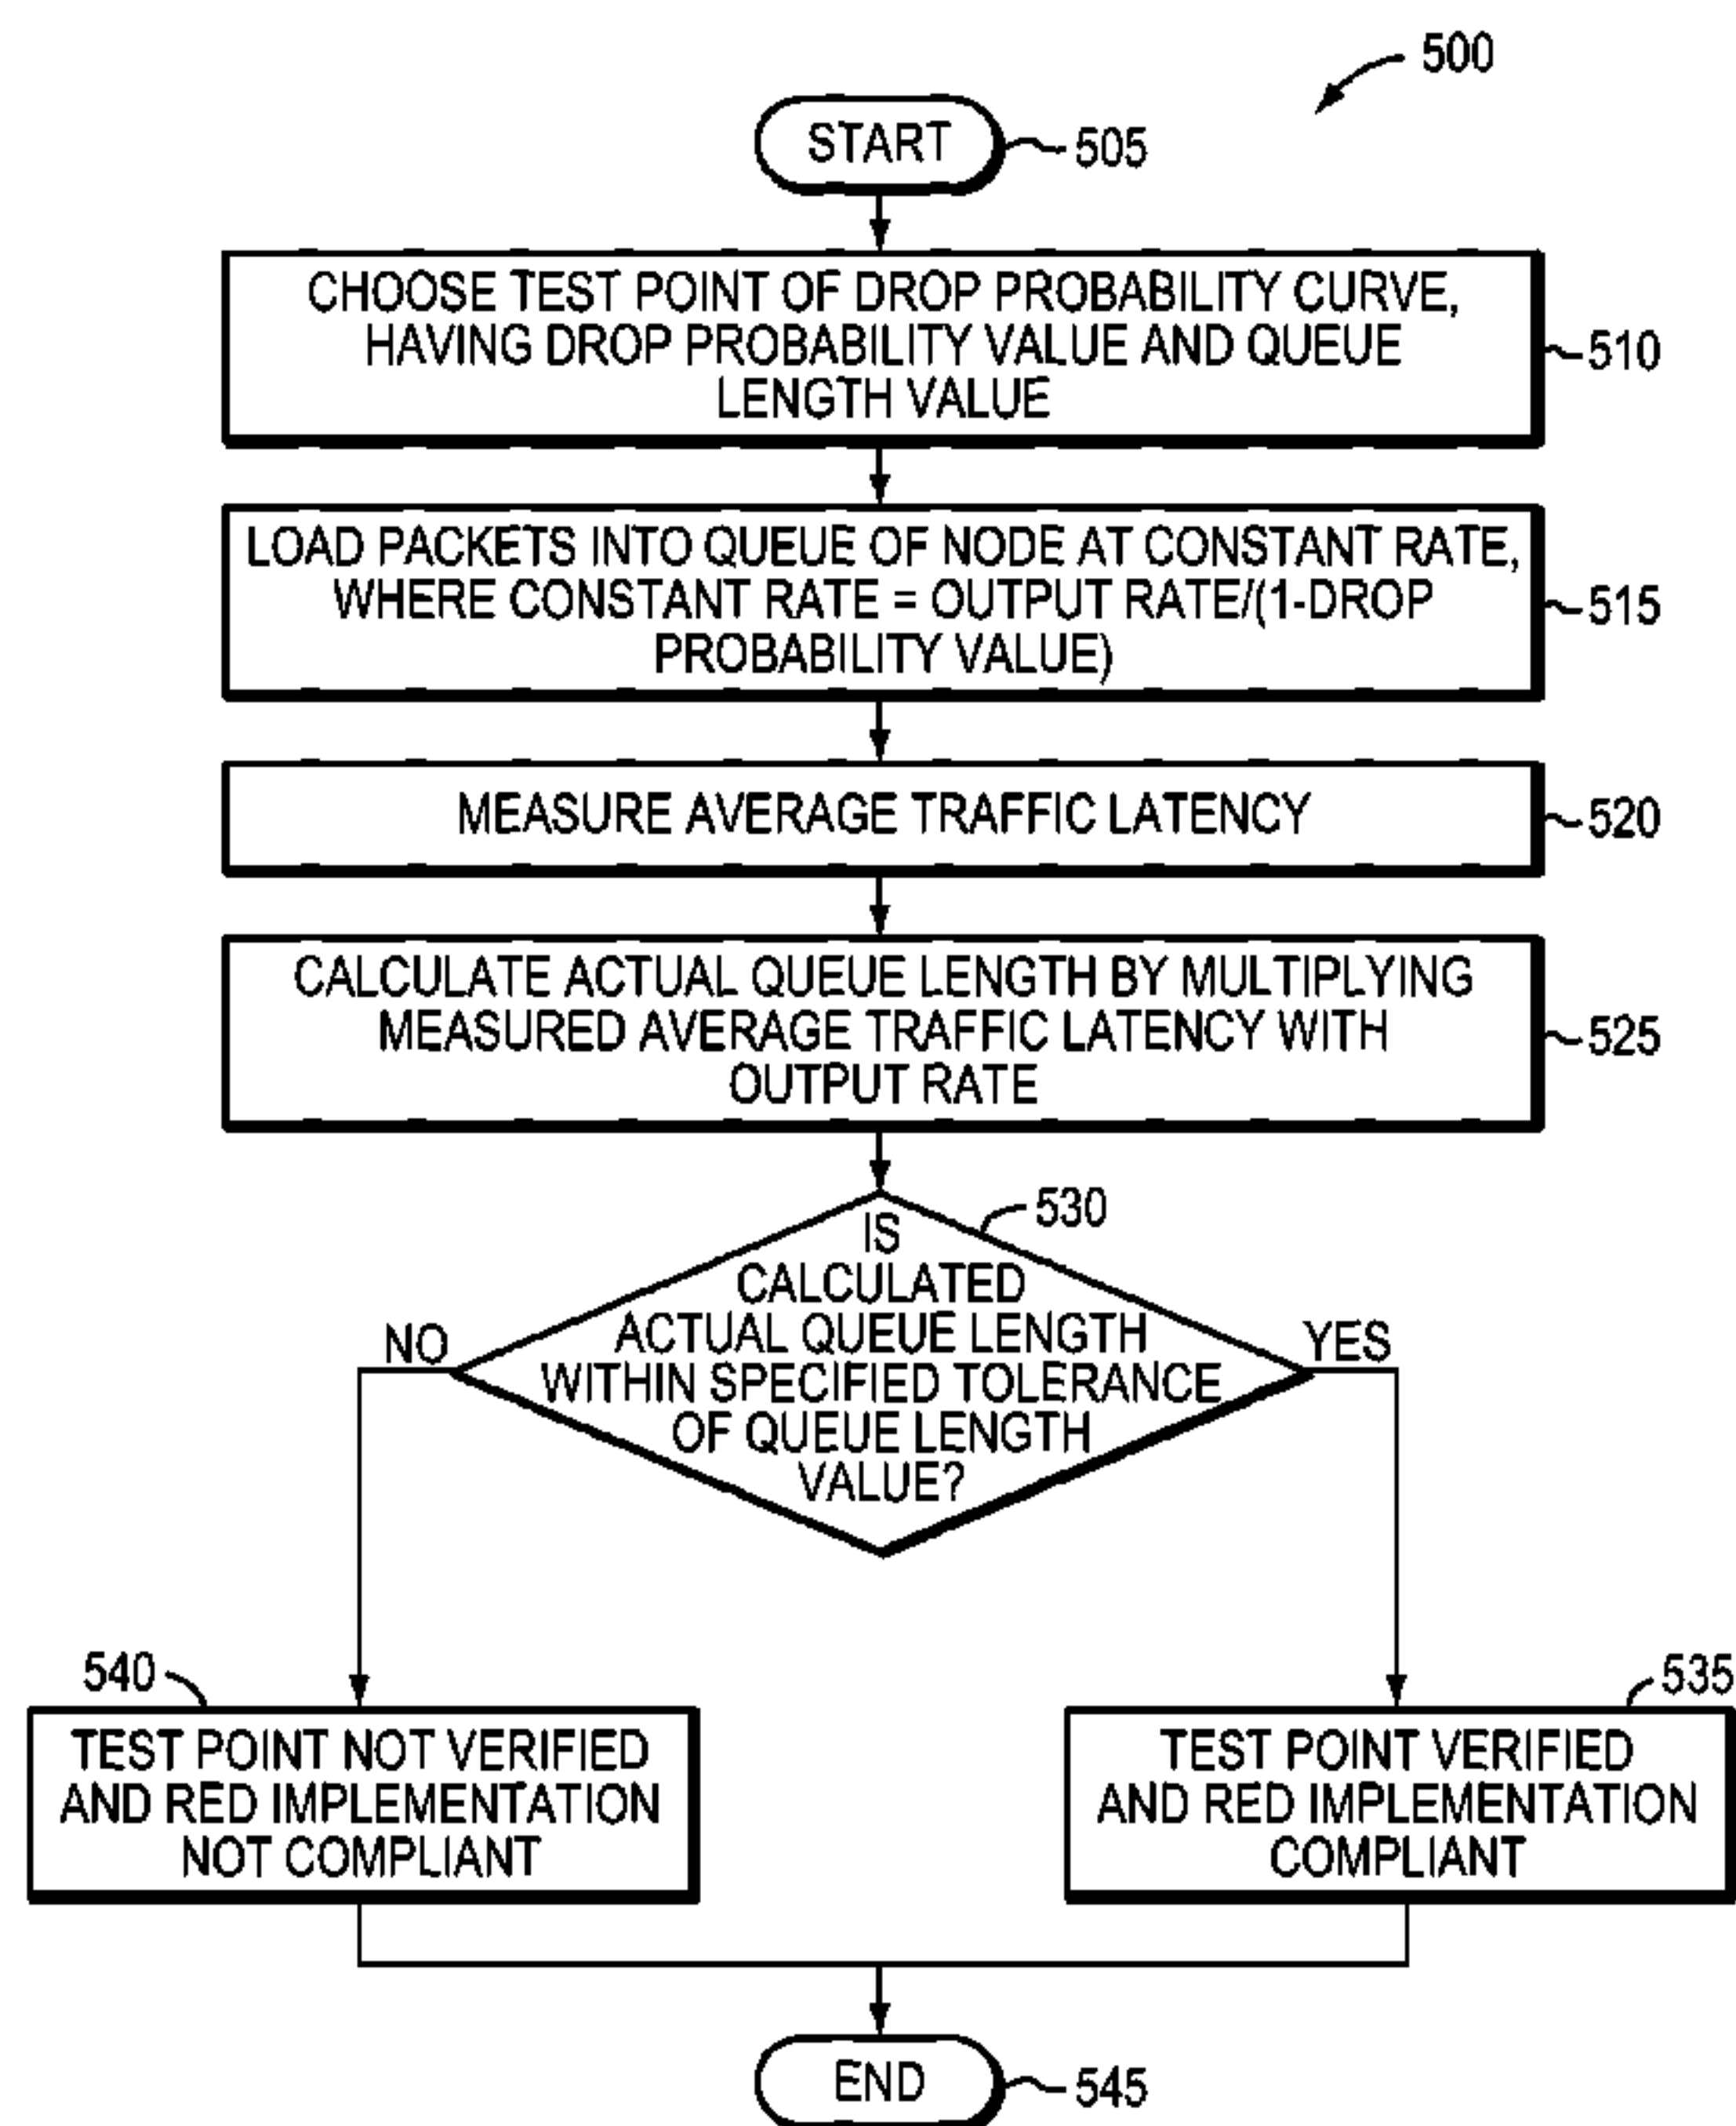 500
START
505
CHOOSE TEST POINT OF DROP PROBABILITY CURVE,
HAVING DROP PROBABILITY VALUE AND QUEUE
LENGTH VALUE
510
LOAD PACKETS INTO QUEUE OF NODE AT CONSTANT RATE,
WHERE CONSTANT RATE = OUTPUT RATE/(1-DROP
PROBABILITY VALUE)
515
MEASURE AVERAGE TRAFFIC LATENCY
520
CALCULATE ACTUAL QUEUE LENGTH BY MULTIPLYING
MEASURED AVERAGE TRAFFIC LATENCY WITH
OUTPUT RATE
525
530
IS
CALCULATED
ACTUAL QUEUE LENGTH
WITHIN SPECIFIED TOLERANCE
OF QUEUE LENGTH
VALUE?
NO
YES
540
TEST POINT NOT VERIFIED
AND RED IMPLEMENTATION
NOT COMPLIANT
535
TEST POINT VERIFIED
AND RED IMPLEMENTATION
COMPLIANT
END
545